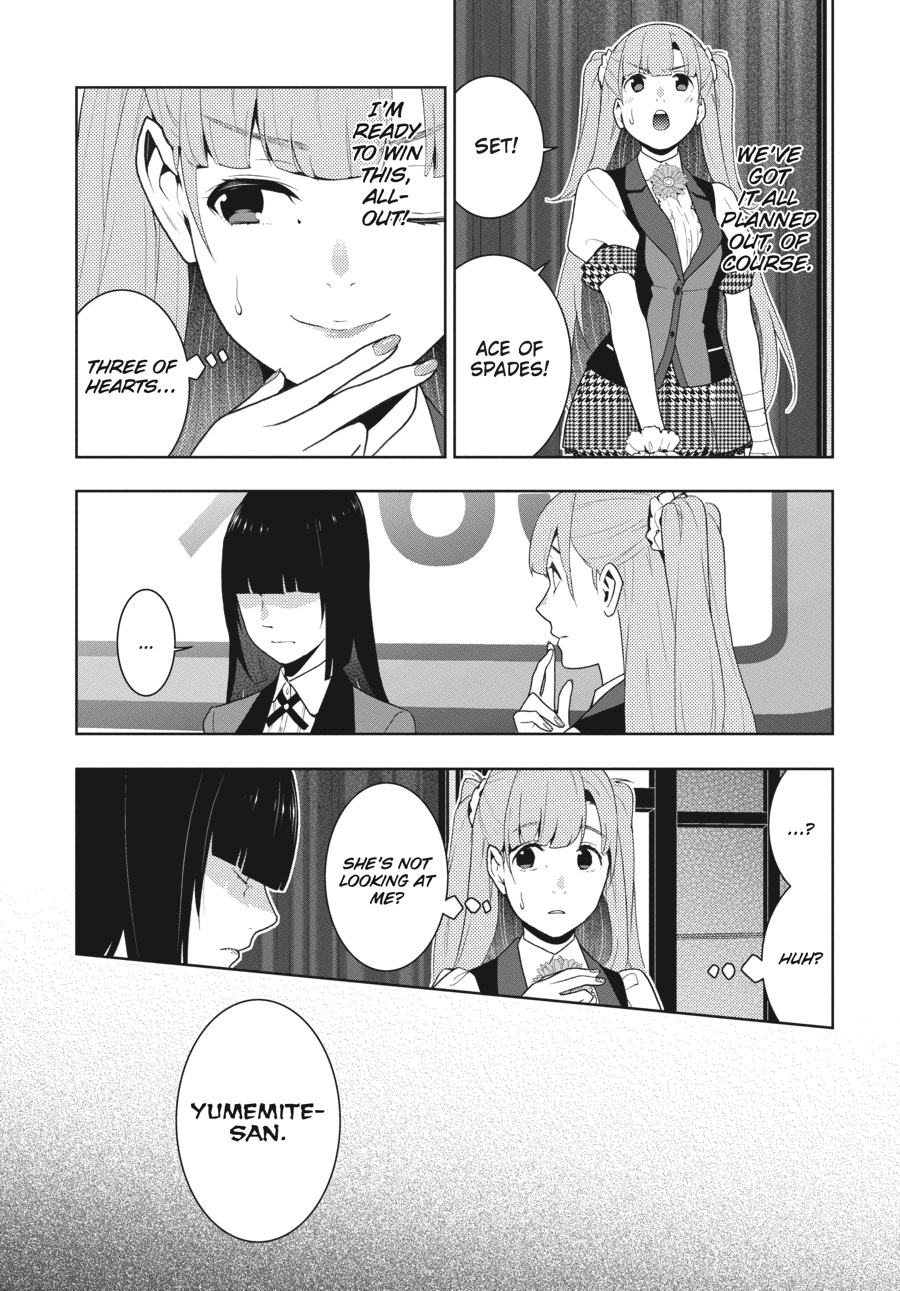 SET!
WE'VE
GOT
IT ALL
PLANNED
OUT, OF
COURSE.
ACE OF
SPADES!
I'M
READY
TO WIN
THIS,
ALL-
OUT!
THREE OF
HEARTS...
...
...?
HUH?
SHE'S NOT
LOOKING AT
ME?
YUMEMITE-
SAN.